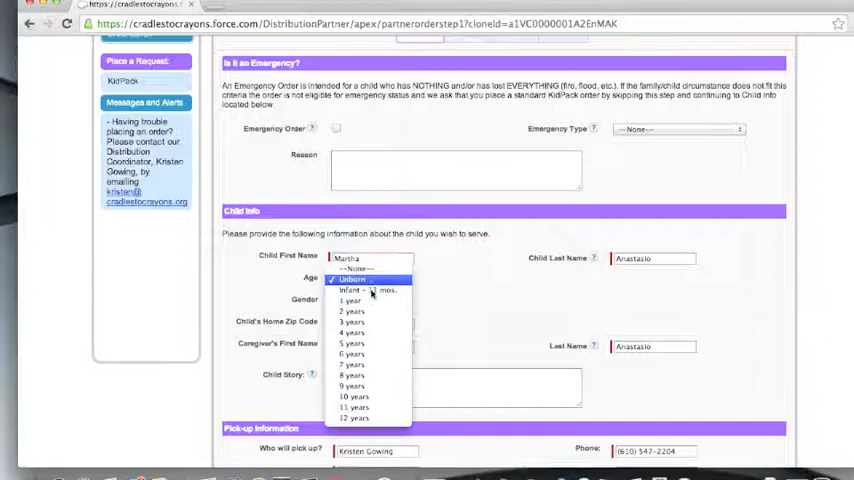 https://cradlestocrayons.force.com/DistributionPartner/apex/partnerorderstep1?cloneId=a1VC0000001A2EnMAK
Place a Request:
KidPack
Messages and Alerts
- Having trouble
placing an order?
Please contact our
Distribution
Coordinator, Kristen
Gowing, by
emailing
kristen@
cradlestocrayons.org
Is it an Emergency?
An Emergency Order is intended for a child who has NOTHING and/or has lost EVERYTHING (fire, flood, etc.). If the family/child circumstance does not fit this
criteria the order is not eligible for emergency status and we ask that you place a standard KidPack order by skipping this step and continuing to Child Info
located below.
Emergency Order ?
Emergency Type ? --None--
Reason
Child Info
Please provide the following information about the child you wish to serve.
Child First Name Martha
Child Last Name ? Anastasio
Age
--None--
✓ Unborn
Infant - 11 mos.
1 year
2 years
3 years
4 years
5 years
6 years
7 years
8 years
9 years
10 years
11 years
12 years
Gender
Child's Home Zip Code
Caregiver's First Name
Last Name ? Anastasio
Child Story: ?
Pick-up Information
Who will pick up? Kristen Gowing
Phone: (610) 547-2204